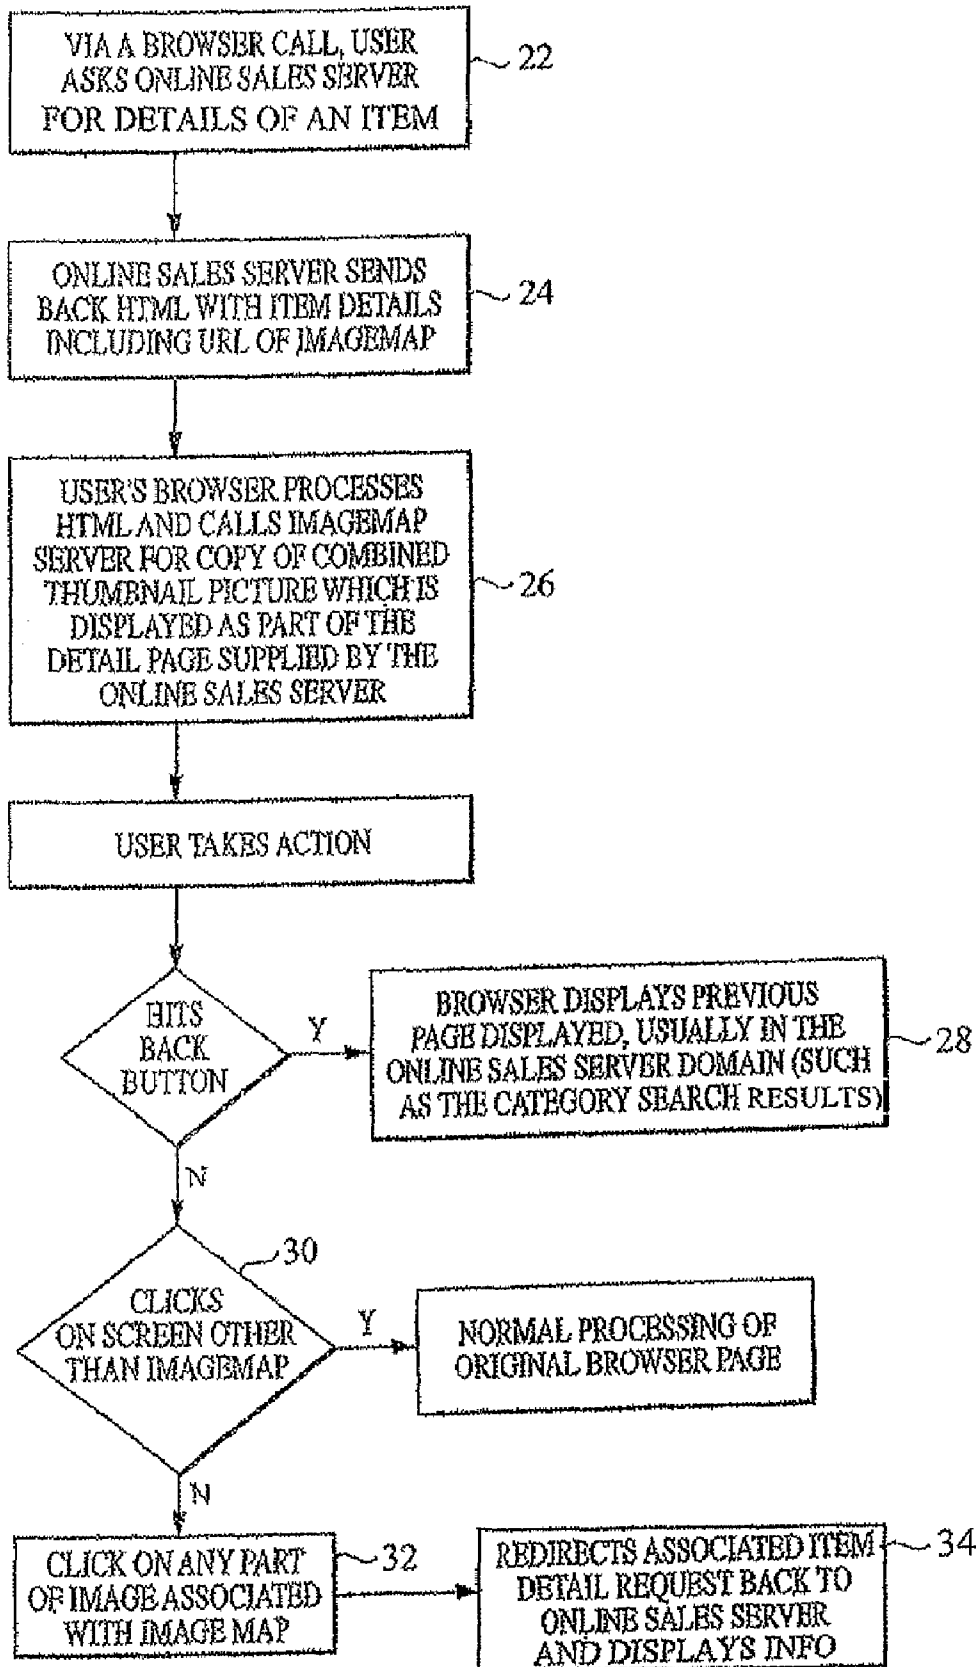 VIA A BROWSER CALL, USER
ASKS ONLINE SALES SERVER
FOR DETAILS OF AN ITEM
22
ONLINE SALES SERVER SENDS
BACK HTML WITH ITEM DETAILS
INCLUDING URL OF IMAGEMAP
24
USER'S BROWSER PROCESSES
HTML AND CALLS IMAGEMAP
SERVER FOR COPY OF COMBINED
THUMBNAIL PICTURE WHICH IS
DISPLAYED AS PART OF THE
DETAIL PAGE SUPPLIED BY THE
ONLINE SALES SERVER
26
USER TAKES ACTION
HITS
BACK
BUTTON
Y
BROWSER DISPLAYS PREVIOUS
PAGE DISPLAYED, USUALLY IN THE
ONLINE SALES SERVER DOMAIN (SUCH
AS THE CATEGORY SEARCH RESULTS)
28
N
30
CLICKS
ON SCREEN OTHER
THAN IMAGEMAP
Y
NORMAL PROCESSING OF
ORIGINAL BROWSER PAGE
N
CLICK ON ANY PART
OF IMAGE ASSOCIATED
WITH IMAGE MAP
32
REDIRECTS ASSOCIATED ITEM
DETAIL REQUEST BACK TO
ONLINE SALES SERVER
AND DISPLAYS INFO
34